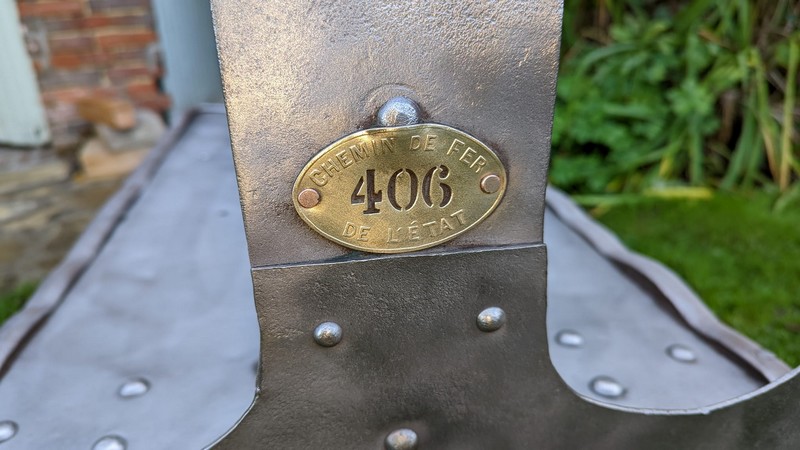 CHEMIN DE FER
406
DE L'ÉTAT